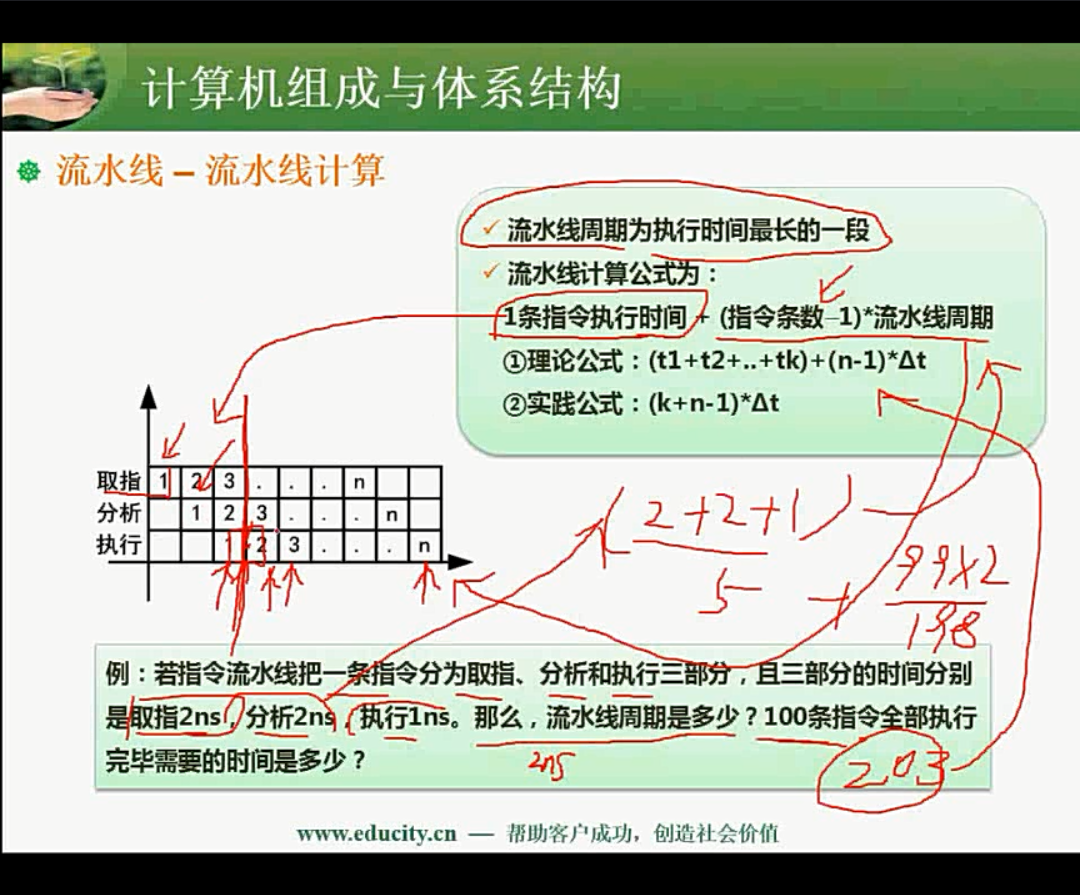 计算机组成与体系结构
流水线 – 流水线计算
✓ 流水线周期为执行时间最长的一段
✓ 流水线计算公式为：
1条指令执行时间 + (指令条数-1)*流水线周期
①理论公式：(t1+t2+..+tk)+(n-1)*Δt
②实践公式：(k+n-1)*Δt
取指 1 2 3 . . . n
分析 1 2 3 . . . n
执行 1 2 3 . . . n
(2+2+1)
5 + 99×2
198
例：若指令流水线把一条指令分为取指、分析和执行三部分，且三部分的时间分别
是取指2ns，分析2ns，执行1ns。那么，流水线周期是多少？100条指令全部执行
完毕需要的时间是多少？
2ns
203
www.educity.cn — 帮助客户成功，创造社会价值